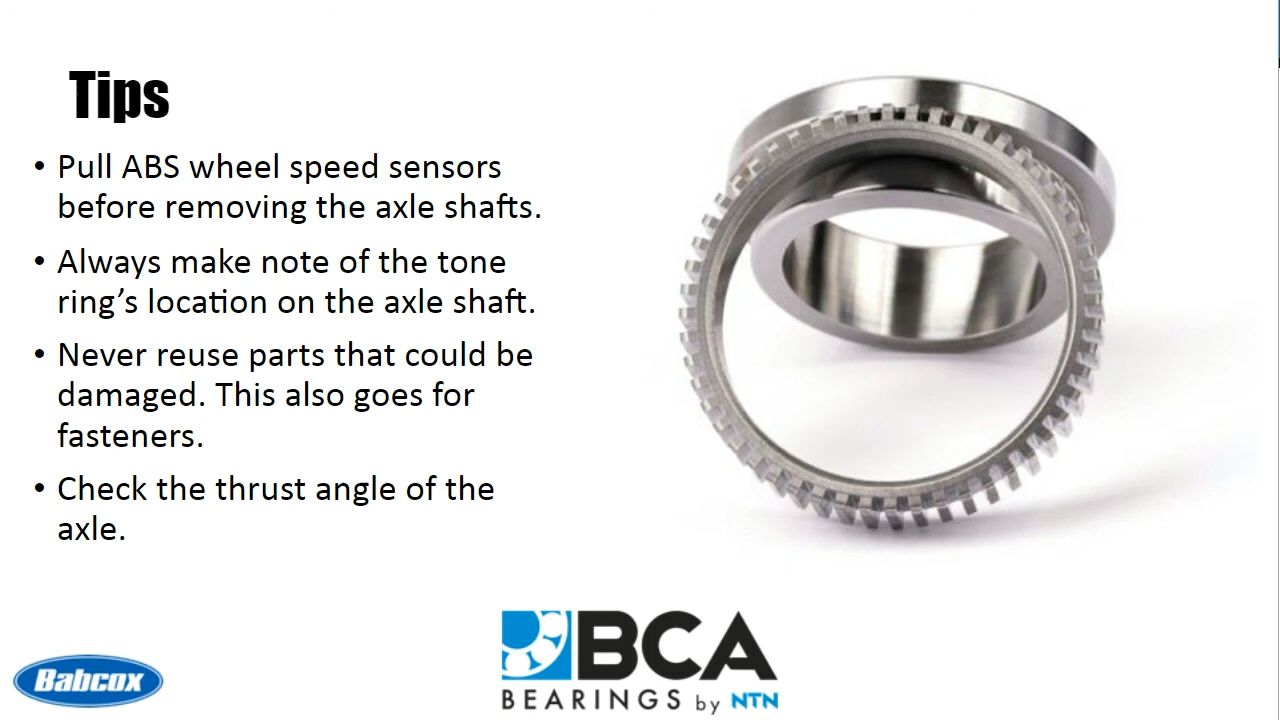 Tips
• Pull ABS wheel speed sensors
before removing the axle shafts.
• Always make note of the tone
ring’s location on the axle shaft.
• Never reuse parts that could be
damaged. This also goes for
fasteners.
• Check the thrust angle of the
axle.
BCA
BEARINGS by NTN
Babcox